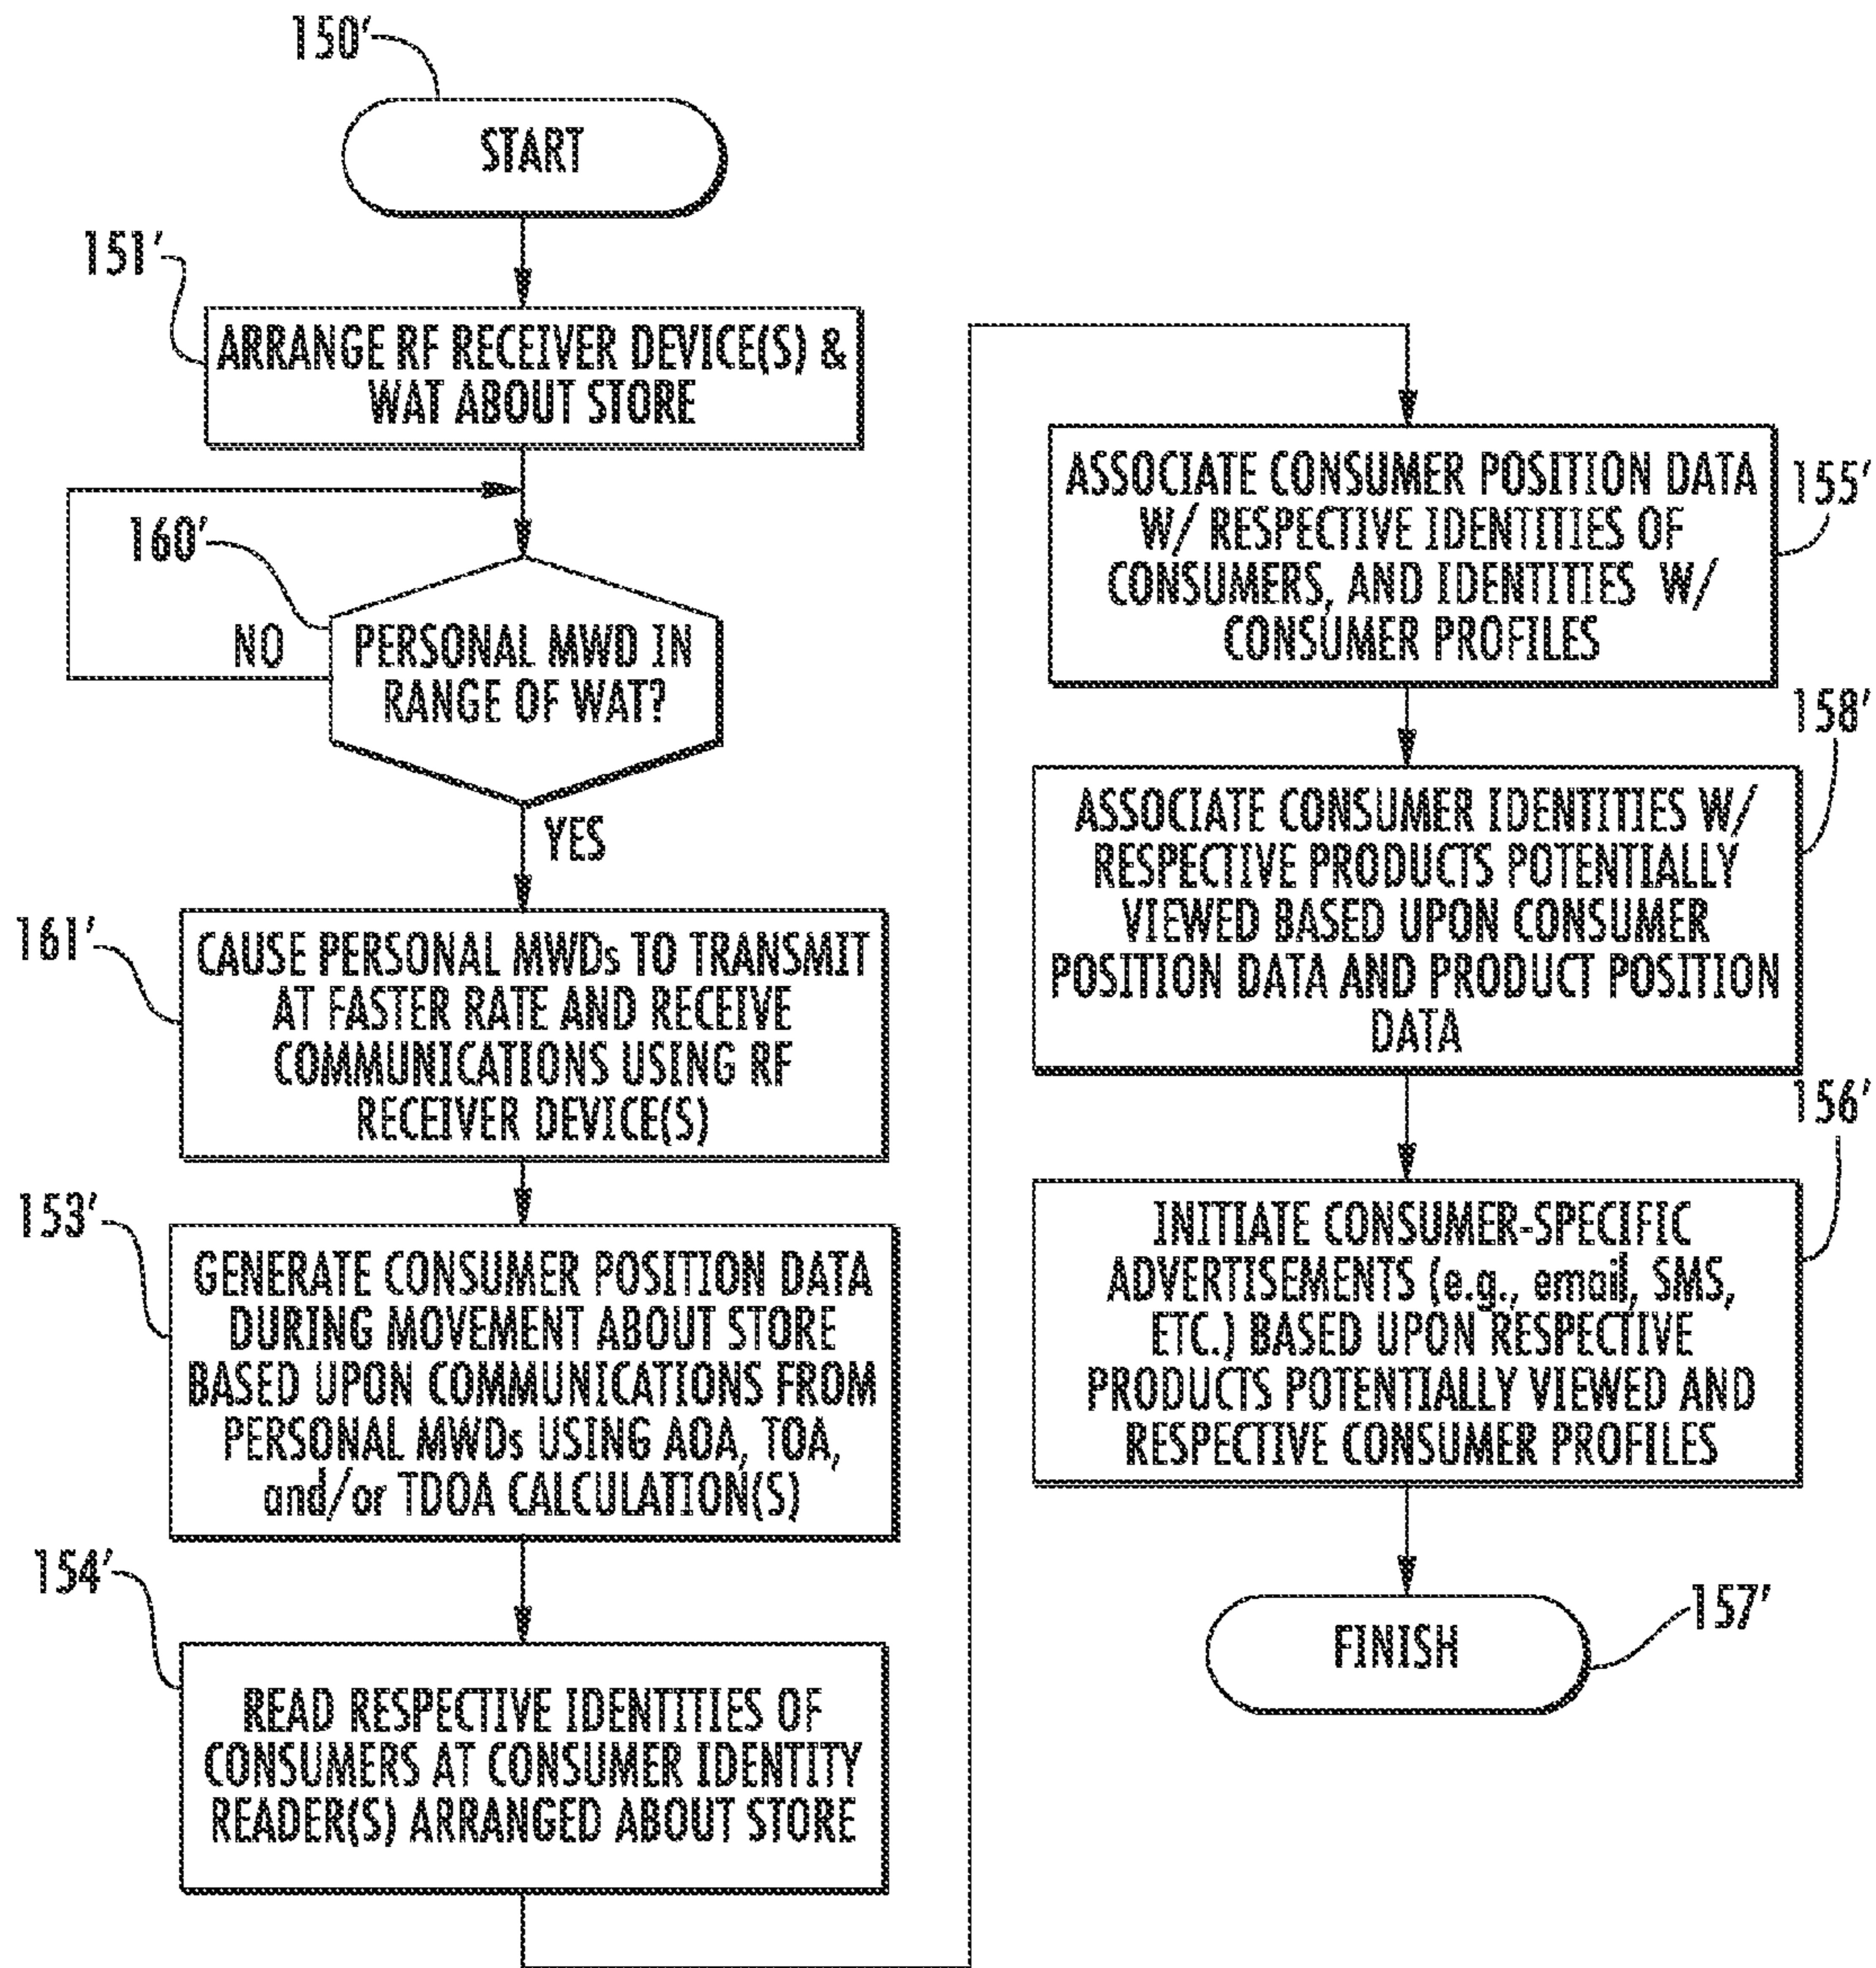 150'
START
151'
ARRANGE RF RECEIVER DEVICE(S) &
WAT ABOUT STORE
160'
NO
PERSONAL MWD IN
RANGE OF WAT?
YES
161'
CAUSE PERSONAL MWDs TO TRANSMIT
AT FASTER RATE AND RECEIVE
COMMUNICATIONS USING RF
RECEIVER DEVICE(S)
153'
GENERATE CONSUMER POSITION DATA
DURING MOVEMENT ABOUT STORE
BASED UPON COMMUNICATIONS FROM
PERSONAL MWDs USING AOA, TOA,
and/or TDOA CALCULATION(S)
154'
READ RESPECTIVE IDENTITIES OF
CONSUMERS AT CONSUMER IDENTITY
READER(S) ARRANGED ABOUT STORE
ASSOCIATE CONSUMER POSITION DATA
W/ RESPECTIVE IDENTITIES OF
CONSUMERS, AND IDENTITIES W/
CONSUMER PROFILES
155'
158'
ASSOCIATE CONSUMER IDENTITIES W/
RESPECTIVE PRODUCTS POTENTIALLY
VIEWED BASED UPON CONSUMER
POSITION DATA AND PRODUCT POSITION
DATA
156'
INITIATE CONSUMER-SPECIFIC
ADVERTISEMENTS (e.g., email, SMS,
ETC.) BASED UPON RESPECTIVE
PRODUCTS POTENTIALLY VIEWED AND
RESPECTIVE CONSUMER PROFILES
FINISH
157'